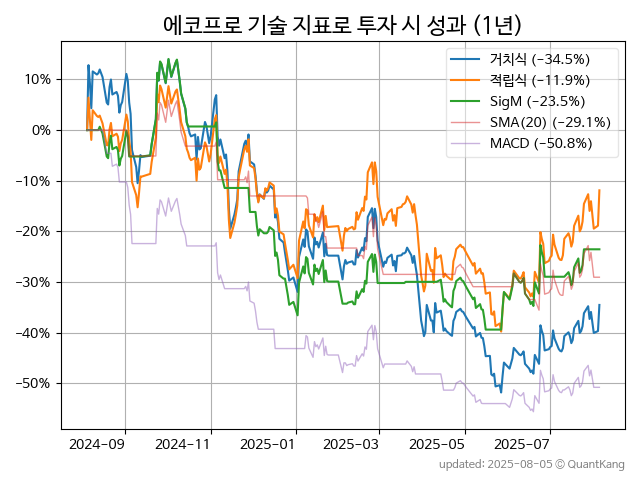 에코프로 기술 지표로 투자 시 성과 (1년)
거치식 (−34.5%)
적립식 (−11.9%)
SigM (−23.5%)
SMA(20) (−29.1%)
MACD (−50.8%)
10%
0%
−10%
−20%
−30%
−40%
−50%
2024-09
2024-11
2025-01
2025-03
2025-05
2025-07
updated: 2025-08-05 © QuantKang